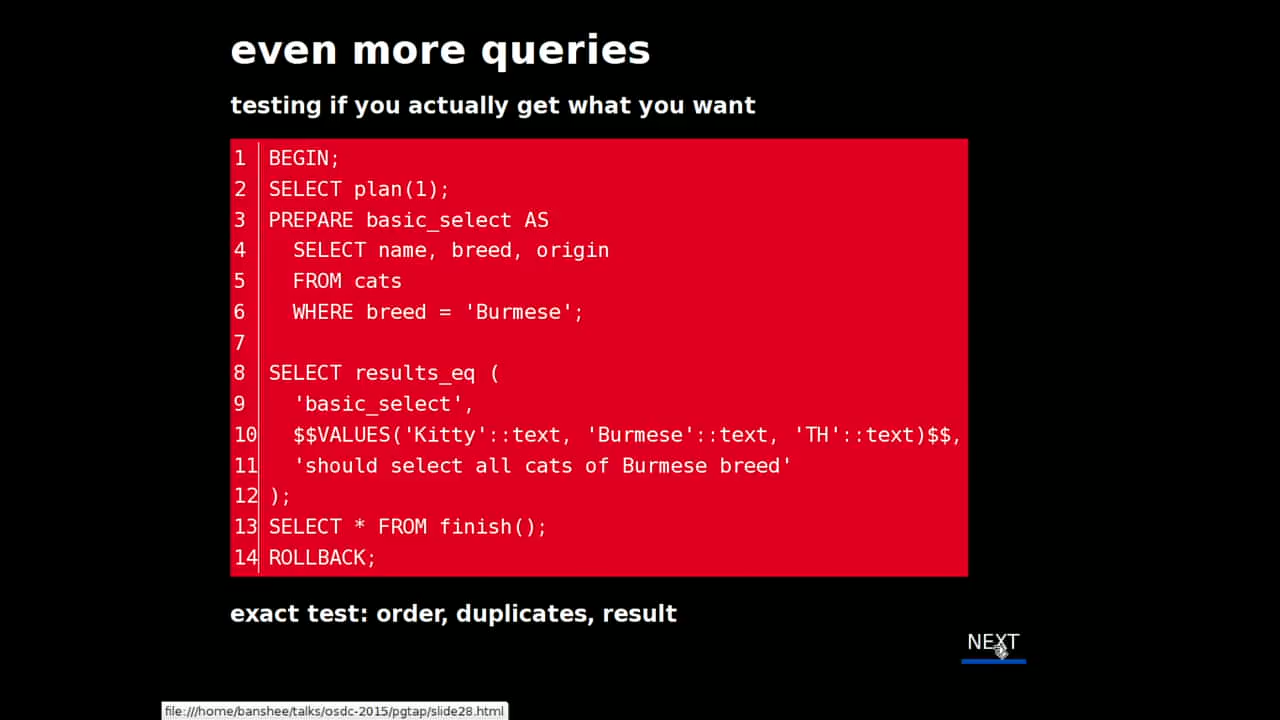 even more queries
testing if you actually get what you want
1 BEGIN;
2 SELECT plan(1);
3 PREPARE basic_select AS
4   SELECT name, breed, origin
5   FROM cats
6   WHERE breed = 'Burmese';
7
8 SELECT results_eq (
9   'basic_select',
10   $$VALUES('Kitty'::text, 'Burmese'::text, 'TH'::text)$$,
11   'should select all cats of Burmese breed'
12 );
13 SELECT * FROM finish();
14 ROLLBACK;
exact test: order, duplicates, result
NEXT
file:///home/banshee/talks/osdc-2015/pgtap/slide28.html